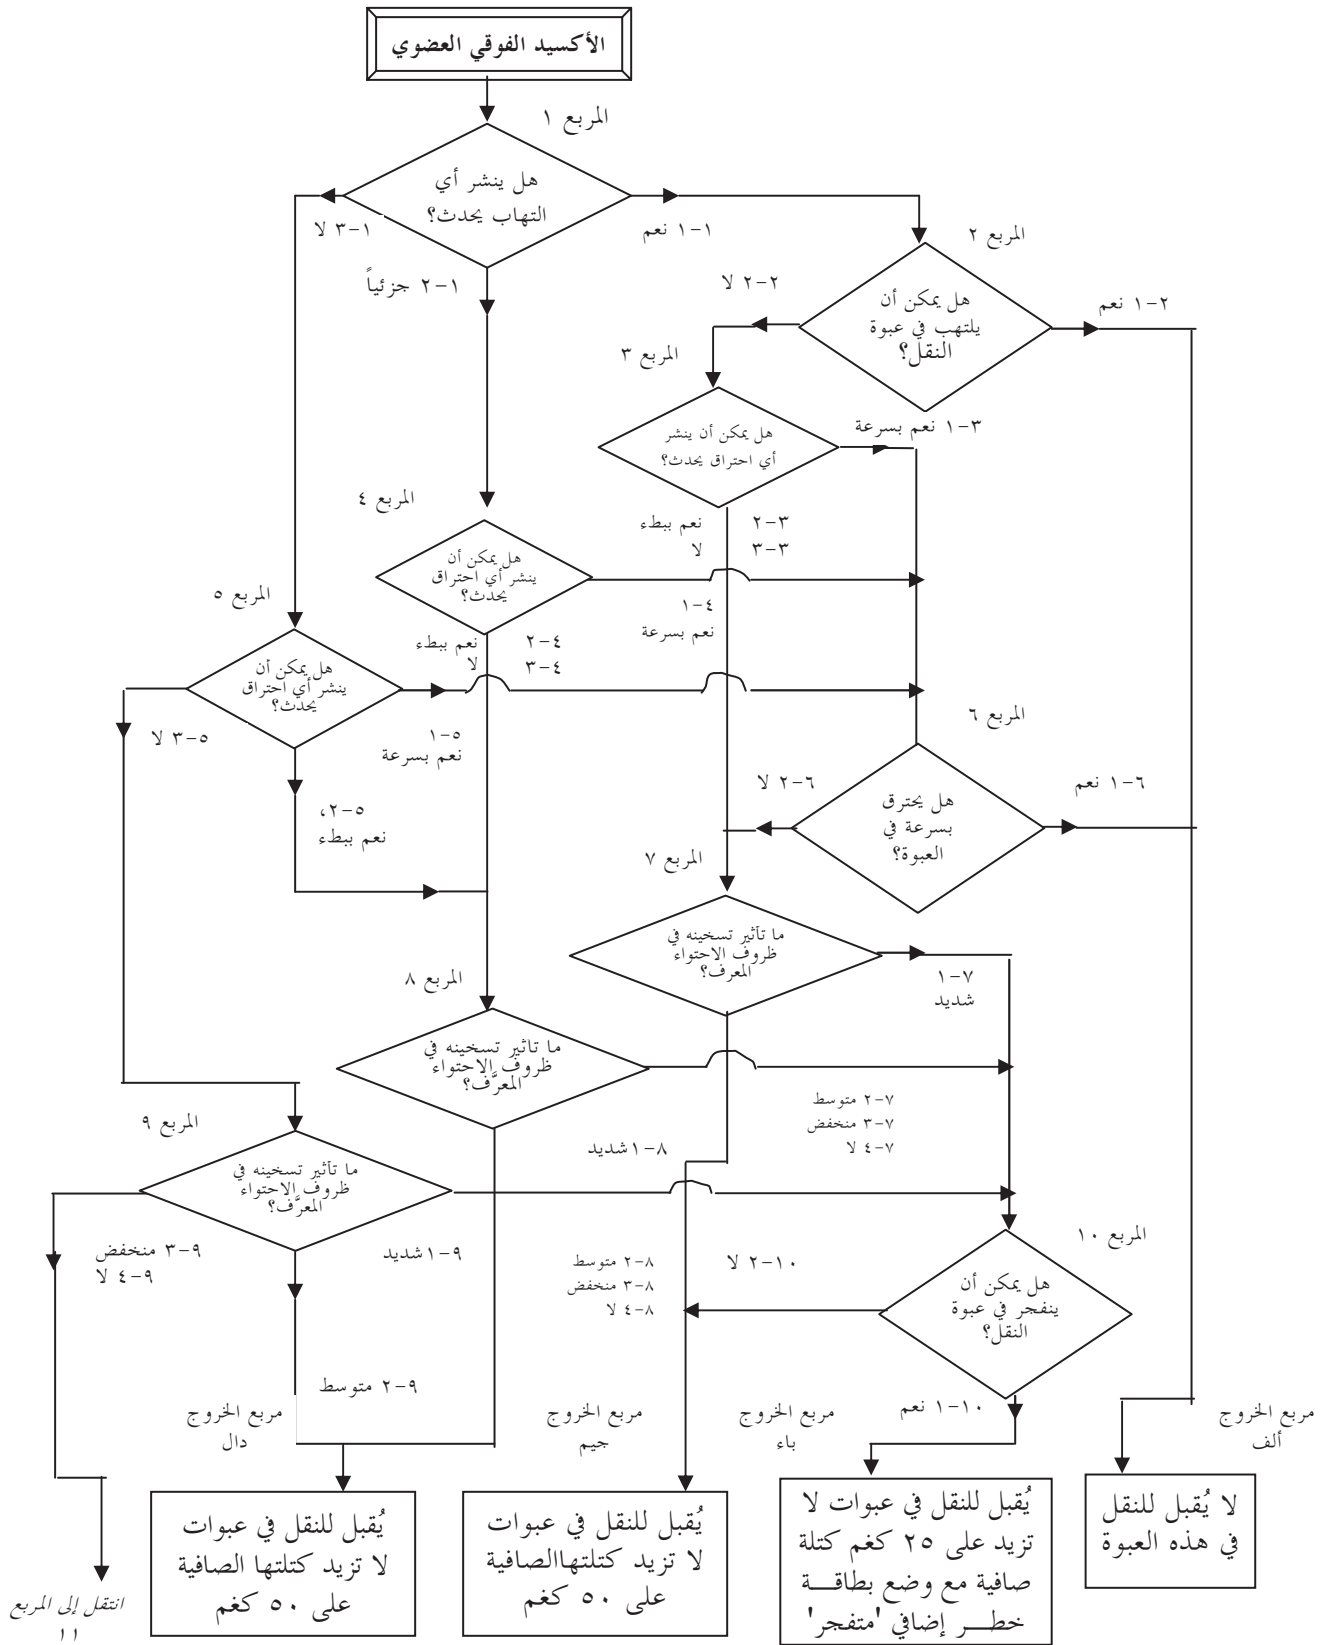 الأكسيد الفوقي العضوي
المربع ١
هل ينشر أي
التهاب يحدث؟
١-١ نعم
١-٣ لا
١-٢ جزئياً
المربع ٢
هل يمكن أن
يلتهب في عبوة
النقل؟
٢-١ نعم
٢-٢ لا
المربع ٣
هل يمكن أن ينشر
أي احتراق يحدث؟
٣-١ نعم بسرعة
٣-٢ نعم ببطء
٣-٣ لا
المربع ٤
هل يمكن أن
ينشر أي احتراق
يحدث؟
٤-١
نعم بسرعة
٤-٢ نعم ببطء
٤-٣ لا
المربع ٥
هل يمكن أن
ينشر أي احتراق
يحدث؟
٥-١
نعم بسرعة
٥-٣ لا
٥-٢،
نعم ببطء
المربع ٦
هل يحترق
بسرعة في
العبوة؟
٦-١ نعم
٦-٢ لا
المربع ٧
ما تأثير تسخينه في
ظروف الاحتواء
المعرف؟
٧-١
شديد
٧-٢ متوسط
٧-٣ منخفض
٧-٤ لا
المربع ٨
ما تاثير تسخينه في
ظروف الاحتواء
المعرَّف؟
٨-١شديد
٨-٢ متوسط
٨-٣ منخفض
٨-٤ لا
المربع ٩
ما تأثير تسخينه في
ظروف الاحتواء
المعرَّف؟
٩-١شديد
٩-٣ منخفض
٩-٤ لا
٩-٢ متوسط
المربع ١٠
هل يمكن أن
ينفجر في عبوة
النقل؟
١٠-٢ لا
١٠-١ نعم
مربع الخروج
ألف
لا يُقبل للنقل
في هذه العبوة
مربع الخروج
باء
يُقبل للنقل في عبوات لا
تزيد على ٢٥ كغم كتلة
صافية مع وضع بطاقــة
خطــر إضافي 'متفجر'
مربع الخروج
جيم
يُقبل للنقل في عبوات
لا تزيد كتلتهاالصافية
على ٥٠ كغم
مربع الخروج
دال
يُقبل للنقل في عبوات
لا تزيد كتلتها الصافية
على ٥٠ كغم
انتقل إلى المربع
١١